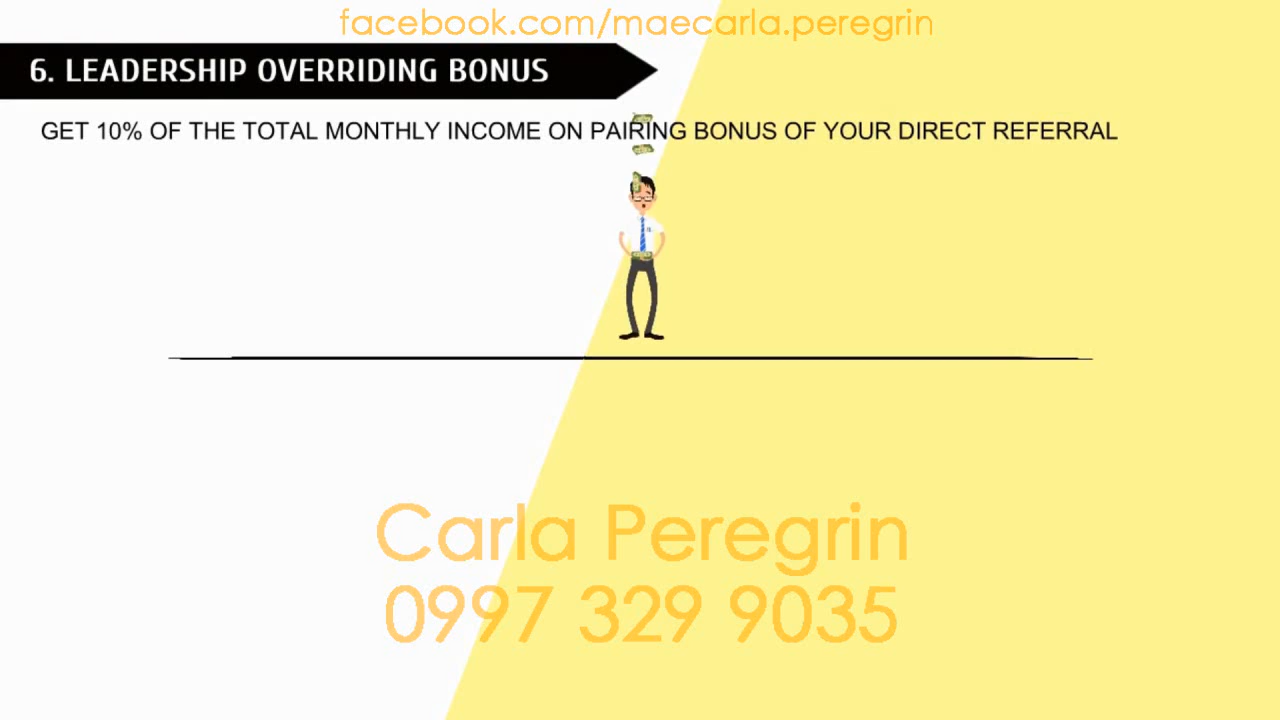 facebook.com/maecarla.peregrin
6. LEADERSHIP OVERRIDING BONUS
GET 10% OF THE TOTAL MONTHLY INCOME ON PAIRING BONUS OF YOUR DIRECT REFERRAL
Carla Peregrin
0997 329 9035